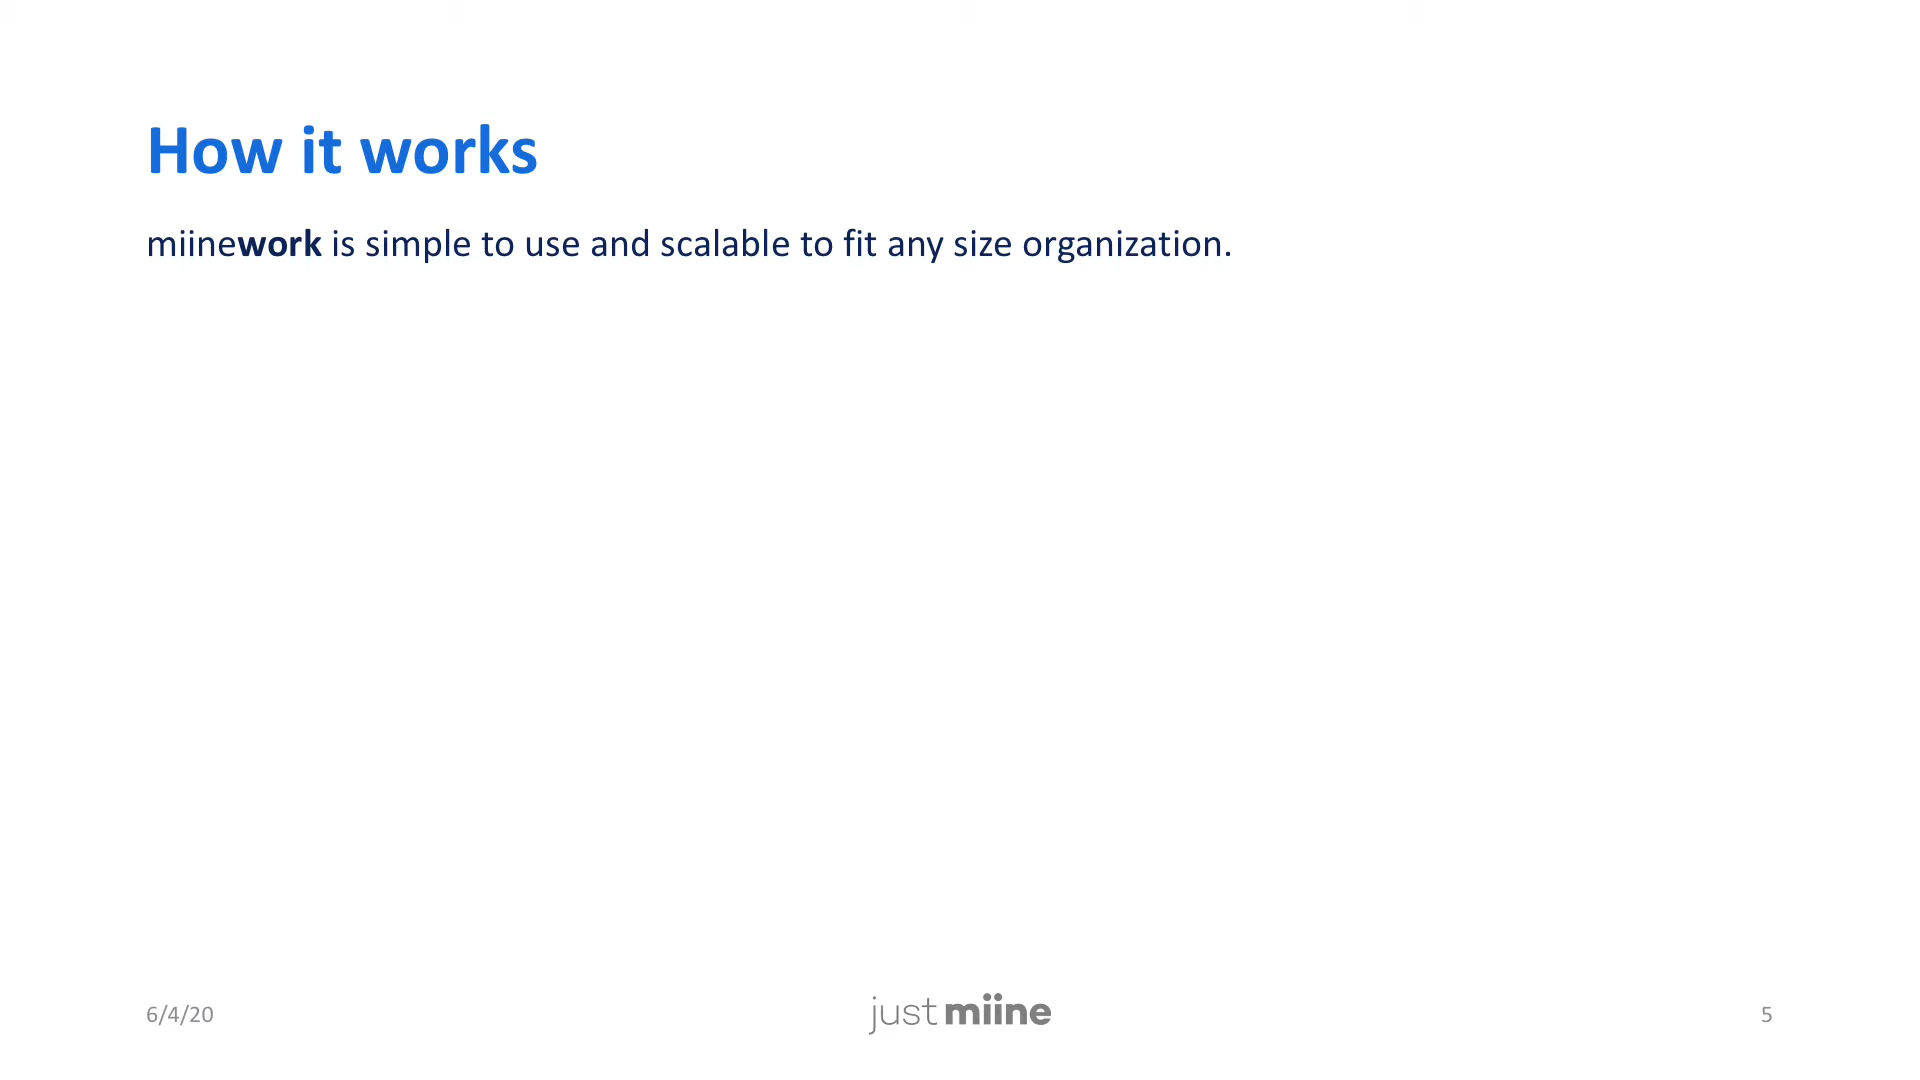 How it works
miinework is simple to use and scalable to fit any size organization.
6/4/20
just miine
5